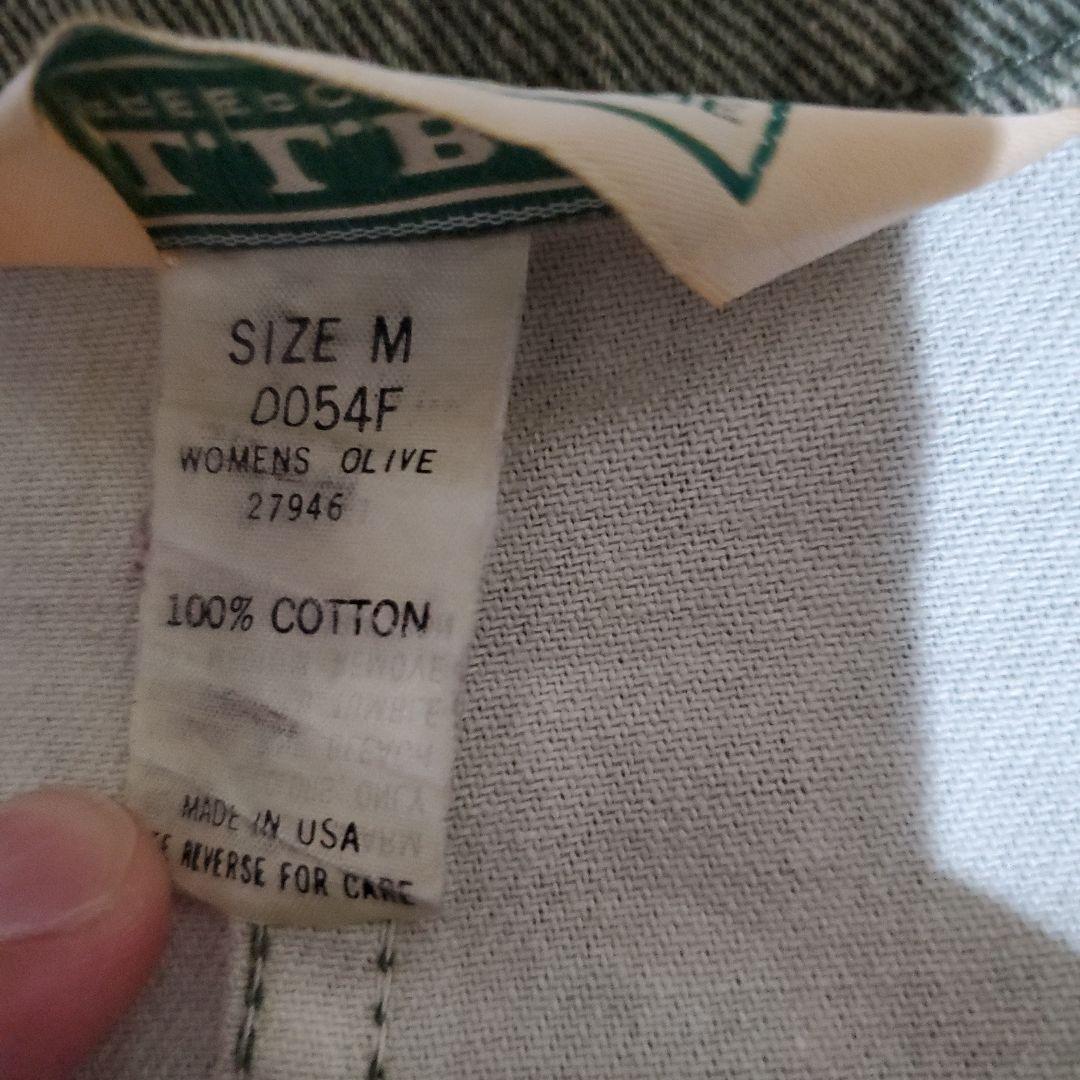 SIZE M
0054F
WOMENS OLIVE
27946
100% COTTON
MADE IN USA
REVERSE FOR CARE